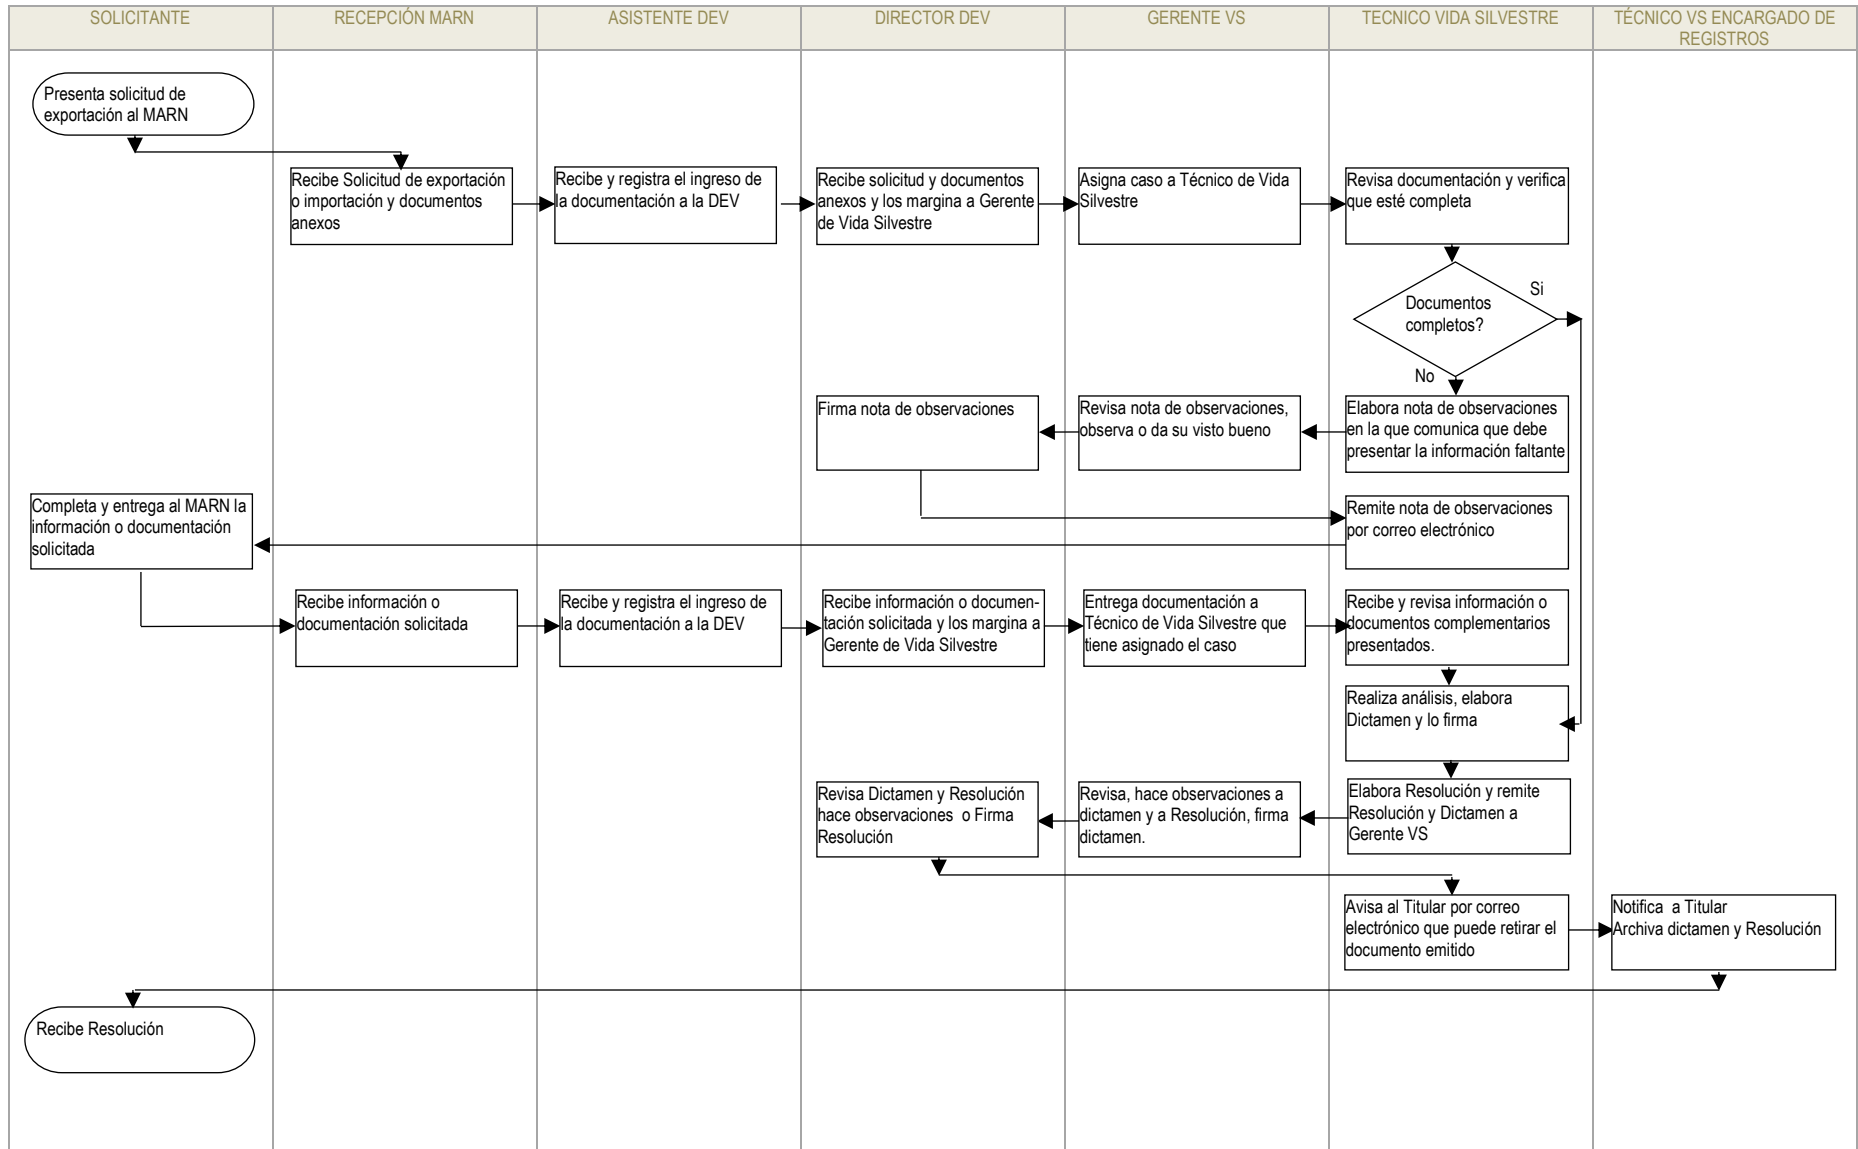 SOLICITANTE
RECEPCIÓN MARN
ASISTENTE DEV
DIRECTOR DEV
GERENTE VS
TECNICO VIDA SILVESTRE
TÉCNICO VS ENCARGADO DE
REGISTROS
Presenta solicitud de
exportación al MARN
Recibe Solicitud de exportación
o importación y documentos
anexos
Recibe y registra el ingreso de
la documentación a la DEV
Recibe solicitud y documentos
anexos y los margina a Gerente
de Vida Silvestre
Asigna caso a Técnico de Vida
Silvestre
Revisa documentación y verifica
que esté completa
Documentos
completos?
Si
No
Firma nota de observaciones
Revisa nota de observaciones,
observa o da su visto bueno
Elabora nota de observaciones
en la que comunica que debe
presentar la información faltante
Completa y entrega al MARN la
información o documentación
solicitada
Remite nota de observaciones
por correo electrónico
Recibe información o
documentación solicitada
Recibe y registra el ingreso de
la documentación a la DEV
Recibe información o documen-
tación solicitada y los margina a
Gerente de Vida Silvestre
Entrega documentación a
Técnico de Vida Silvestre que
tiene asignado el caso
Recibe y revisa información o
documentos complementarios
presentados.
Realiza análisis, elabora
Dictamen y lo firma
Revisa Dictamen y Resolución
hace observaciones o Firma
Resolución
Revisa, hace observaciones a
dictamen y a Resolución, firma
dictamen.
Elabora Resolución y remite
Resolución y Dictamen a
Gerente VS
Avisa al Titular por correo
electrónico que puede retirar el
documento emitido
Notifica a Titular
Archiva dictamen y Resolución
Recibe Resolución